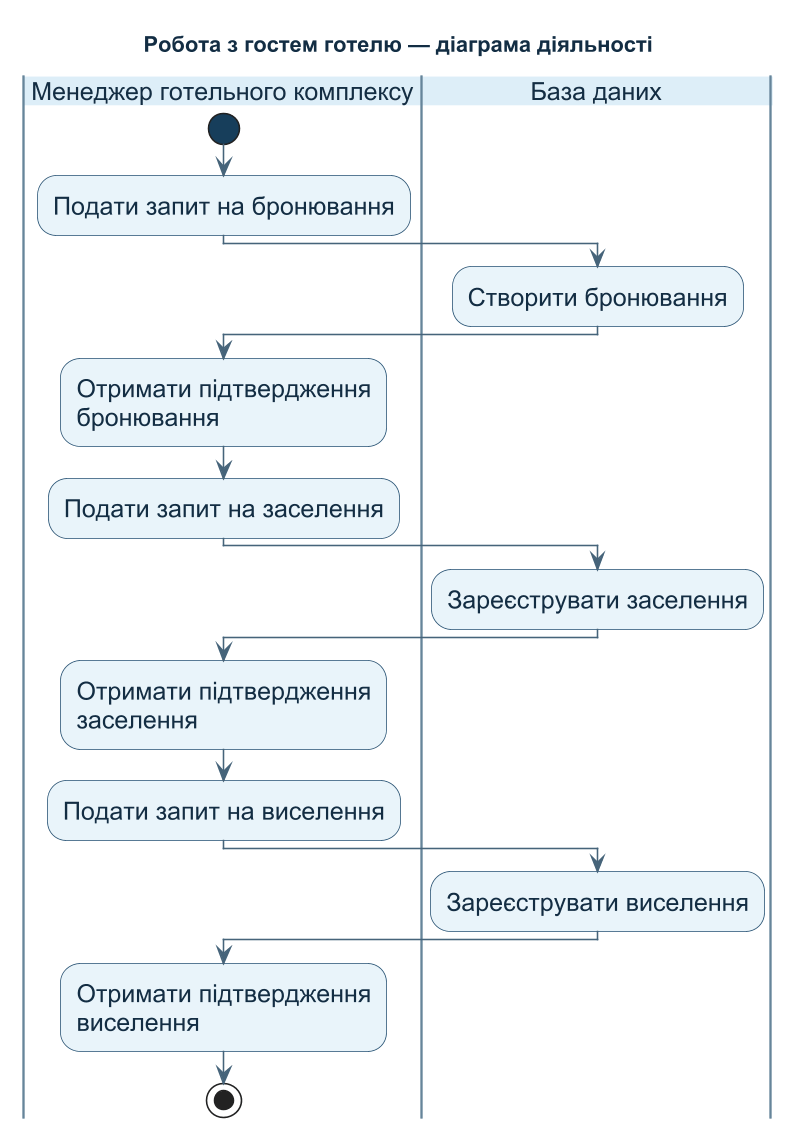 Робота з гостем готелю — діаграма діяльності
Менеджер готельного комплексу
База даних
Подати запит на бронювання
Створити бронювання
Отримати підтвердження
бронювання
Подати запит на заселення
Зареєструвати заселення
Отримати підтвердження
заселення
Подати запит на виселення
Зареєструвати виселення
Отримати підтвердження
виселення